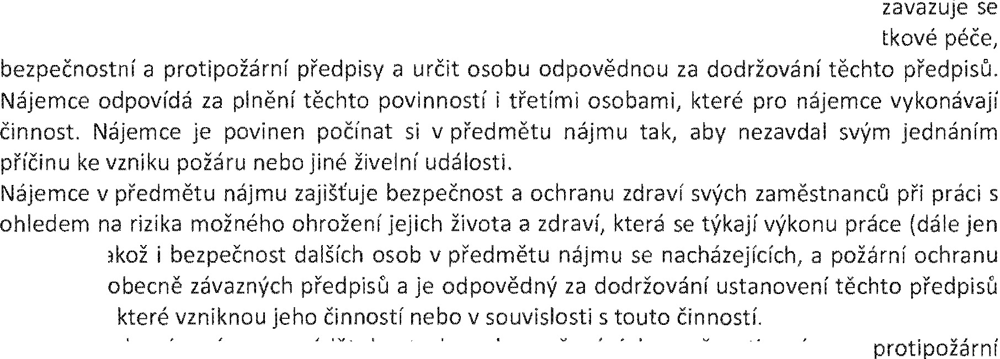 zavazuje se
tkové péče,
bezpečnostní a protipožární předpisy a určit osobu odpovědnou za dodržování těchto předpisů.
Nájemce odpovídá za plnění těchto povinností i třetími osobami, které pro nájemce vykonávají
činnost. Nájemce je povinen počínat si v předmětu nájmu tak, aby nezavdal svým jednáním
příčinu ke vzniku požáru nebo jiné živelní události.
Nájemce v předmětu nájmu zajišťuje bezpečnost a ochranu zdraví svých zaměstnanců při práci s
ohledem na rizika možného ohrožení jejich života a zdraví, která se týkají výkonu práce (dále jen
akož i bezpečnost dalších osob v předmětu nájmu se nacházejících, a požární ochranu
obecně závazných předpisů a je odpovědný za dodržování ustanovení těchto předpisů
které vzniknou jeho činností nebo v souvislosti s touto činností.
protipožární